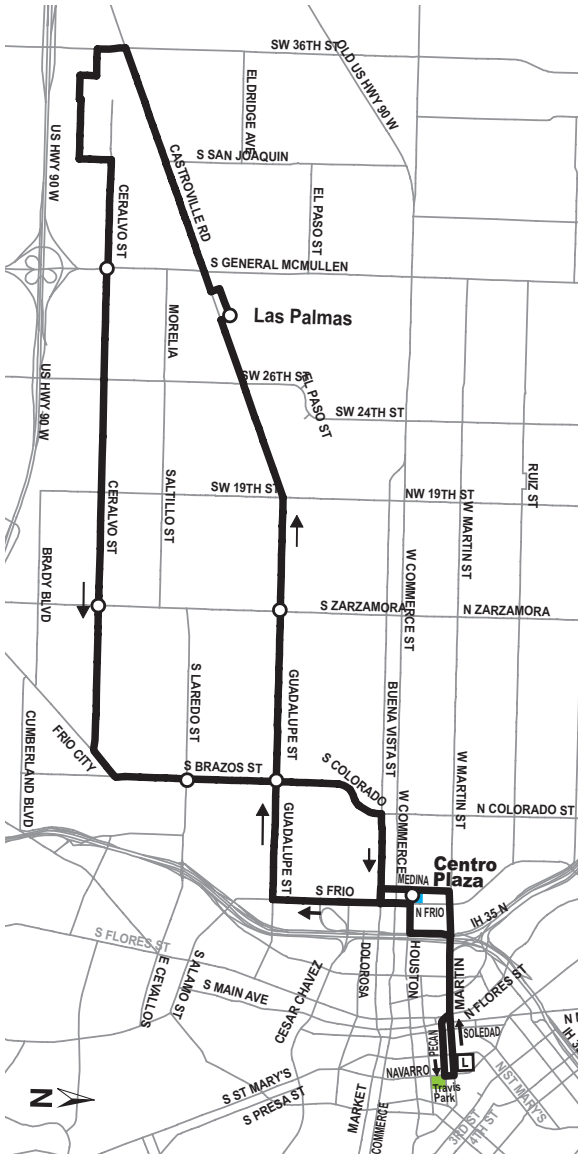 SW 36TH ST
OLD US HWY 90 W
ELDRIDGE AVE
US HWY 90 W
CASTROVILLE RD
S SAN JOAQUIN
CERALVO ST
EL PASO ST
S GENERAL MCMULLEN
Las Palmas
MORELIA
US HWY 90 W
SW 26TH ST
EL PASO ST
SW 24TH ST
SW 19TH ST
NW 19TH ST
RUIZ ST
CERALVO ST
SALTILLO ST
W MARTIN ST
BRADY BLVD
W COMMERCE ST
S ZARZAMORA
N ZARZAMORA
S LAREDO ST
GUADALUPE ST
BUENA VISTA ST
CUMBERLAND BLVD
FRIO CITY
S BRAZOS ST
S COLORADO
W MARTIN ST
N COLORADO ST
GUADALUPE ST
W COMMERCE
Centro
Plaza
MEDINA
S FRIO
N FRIO
IH 35 N
S FLORES ST
E CEVALLOS
S ALAMO ST
S MAIN AVE
CESAR CHAVEZ
DOLOROSA
HOUSTON
MARTIN
N FLORES ST
PECAN
SOLEDAD
L
NAVARRO
Travis
Park
N ST MARY'S
S ST MARY'S
S PRESA ST
MARKET
COMMERCE
3RD ST
4TH ST
N